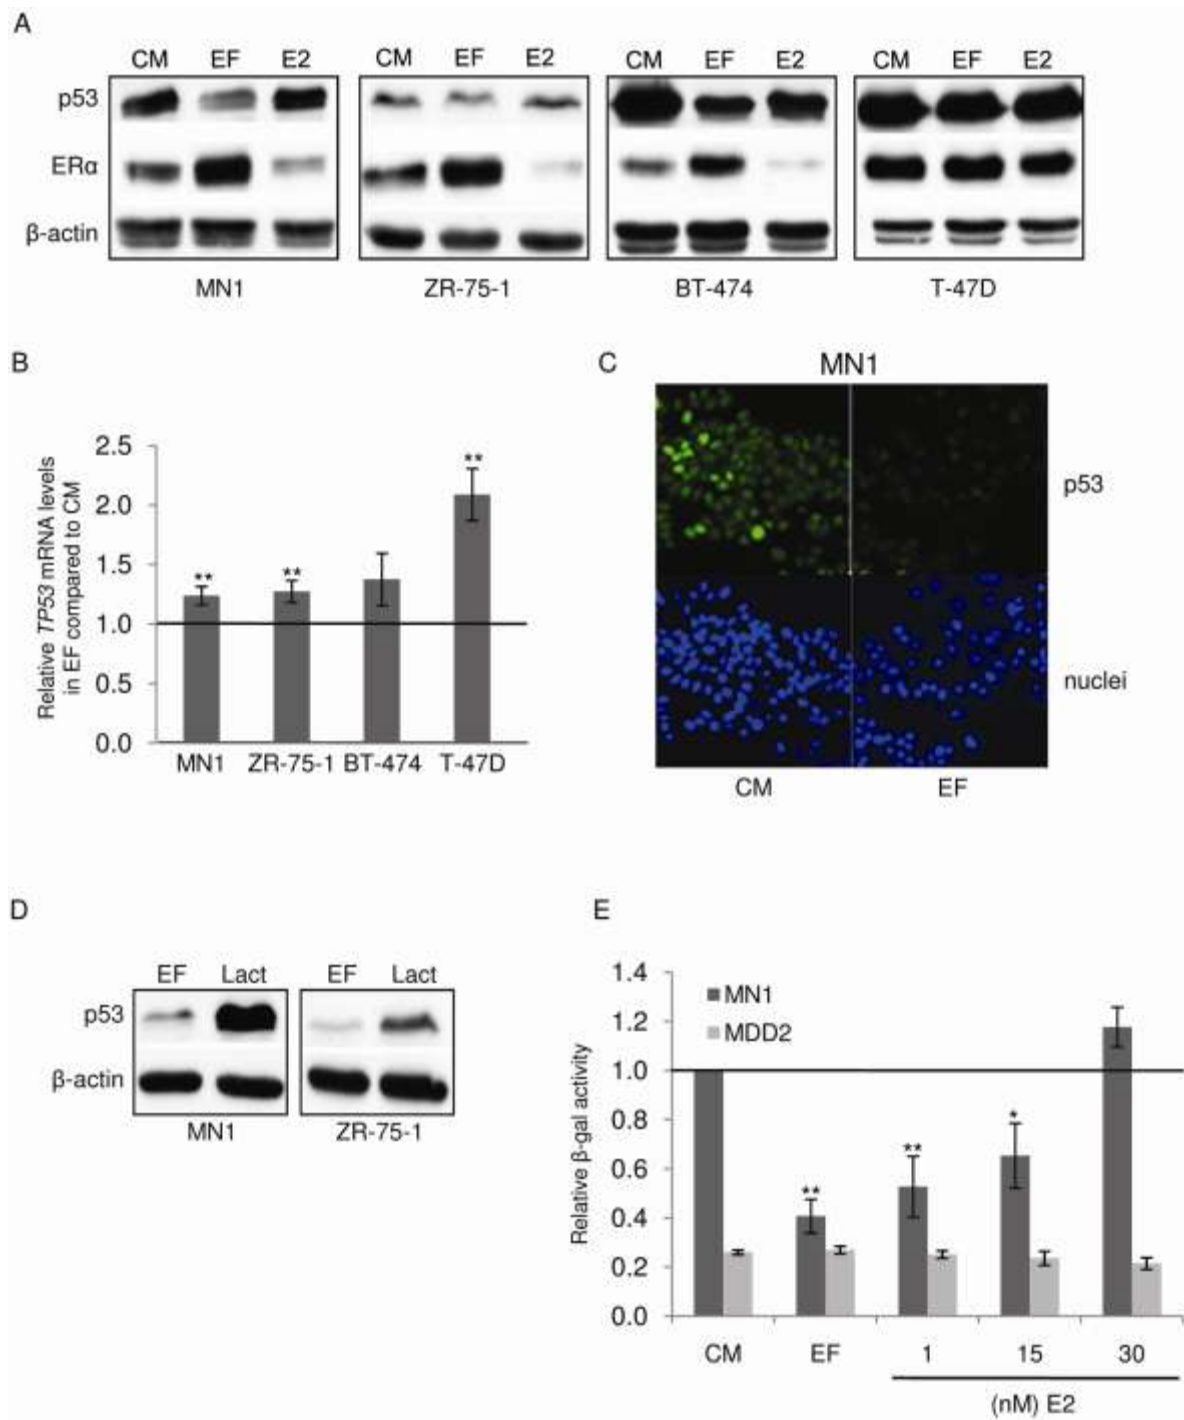 A
CM EF E2 CM EF E2 CM EF E2 CM EF E2
p53
ERα
β-actin
MN1 ZR-75-1 BT-474 T-47D
B
Relative TP53 mRNA levels
in EF compared to CM
2.5
2.0
1.5
1.0
0.5
0.0
** ** **
MN1 ZR-75-1 BT-474 T-47D
C
MN1
p53
nuclei
CM EF
D
EF Lact EF Lact
p53
β-actin
MN1 ZR-75-1
E
Relative β-gal activity
1.4
1.2
1.0
0.8
0.6
0.4
0.2
0.0
MN1
MDD2
** ** *
CM EF 1 15 30
(nM) E2